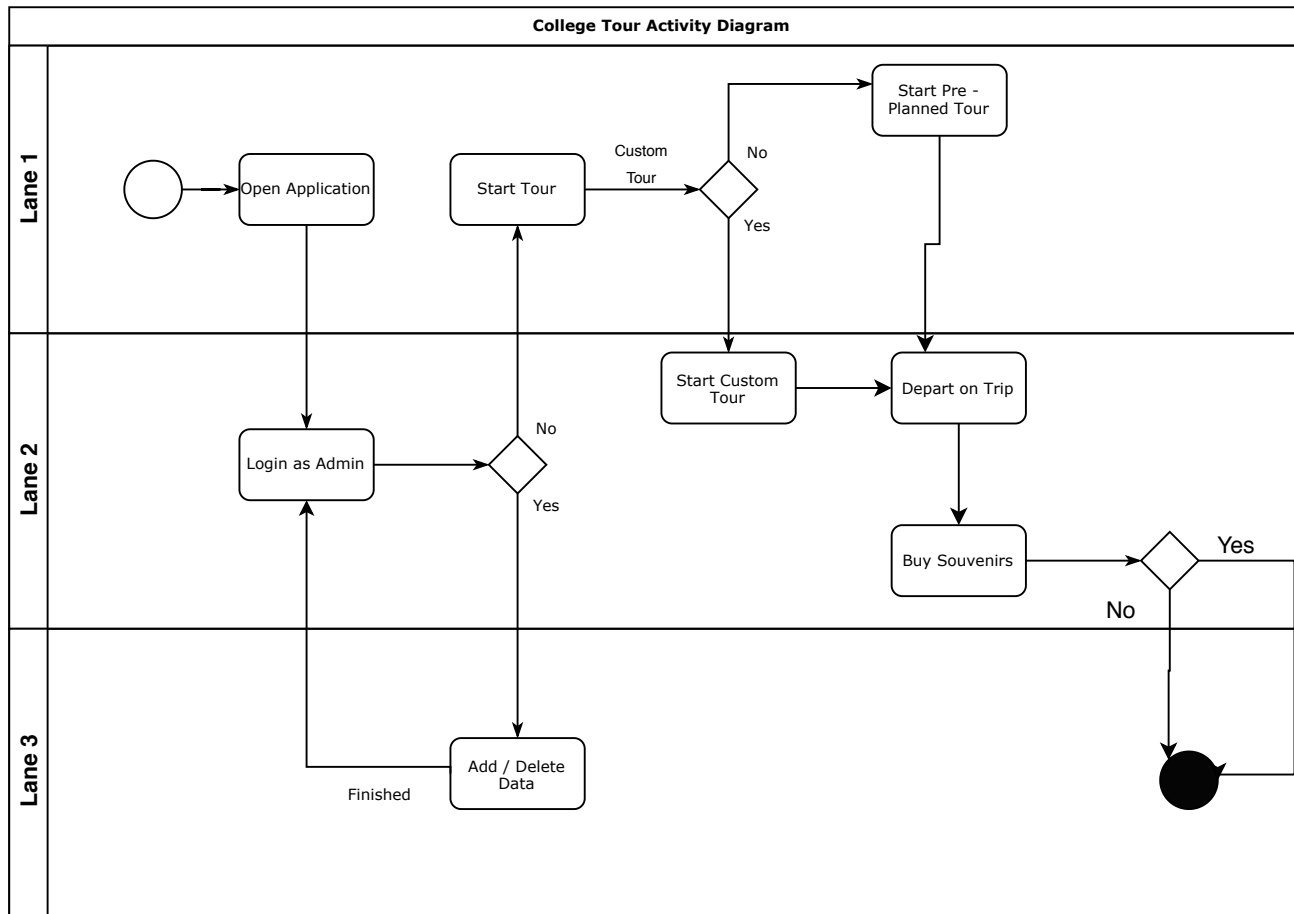 College Tour Activity Diagram
Lane 1
Start Pre -
Planned Tour
Custom
Tour
No
Open Application
Start Tour
Yes
Lane 2
Start Custom
Tour
Depart on Trip
No
Login as Admin
Yes
Buy Souvenirs
Yes
No
Lane 3
Add / Delete
Data
Finished